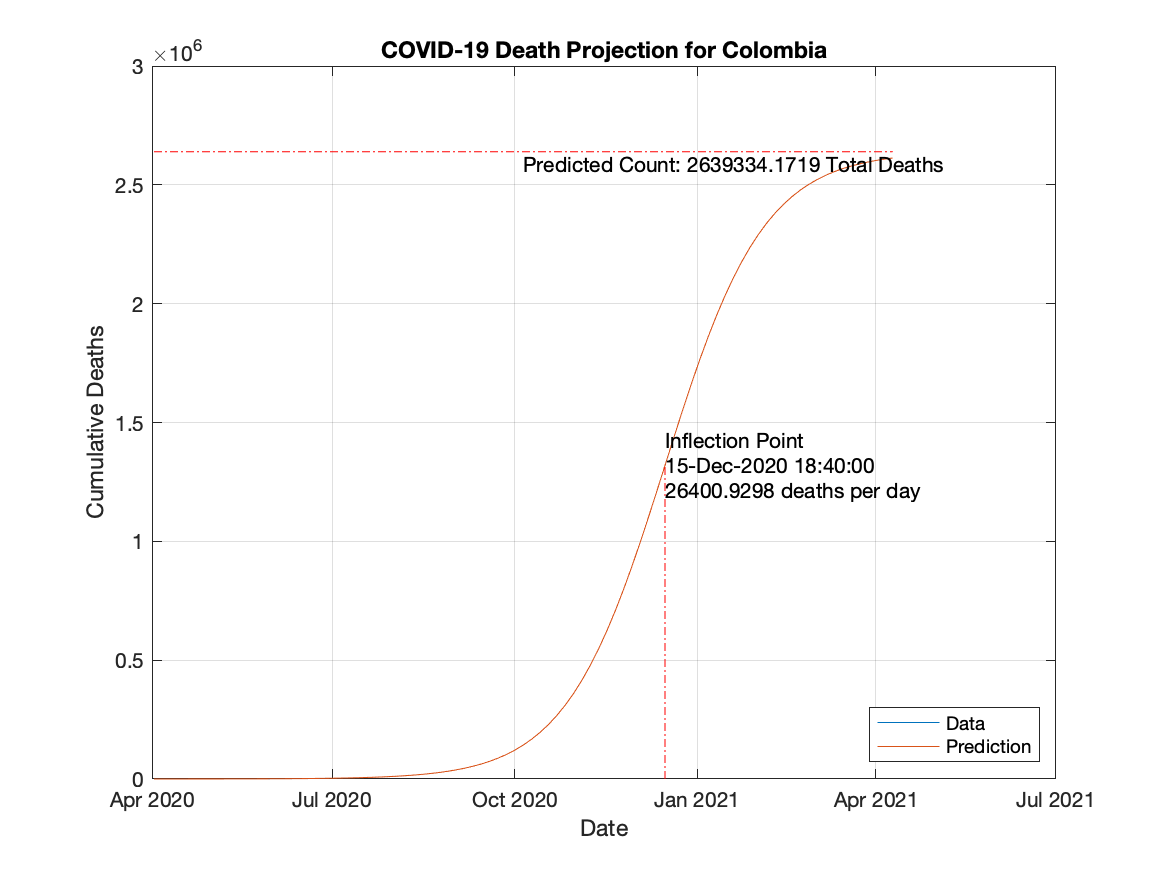 COVID-19 Death Projection for Colombia
×10⁶
3
2.5
2
1.5
1
0.5
0
Cumulative Deaths
Predicted Count: 2639334.1719 Total Deaths
Inflection Point
15-Dec-2020 18:40:00
26400.9298 deaths per day
Data
Prediction
Apr 2020 Jul 2020 Oct 2020 Jan 2021 Apr 2021 Jul 2021
Date